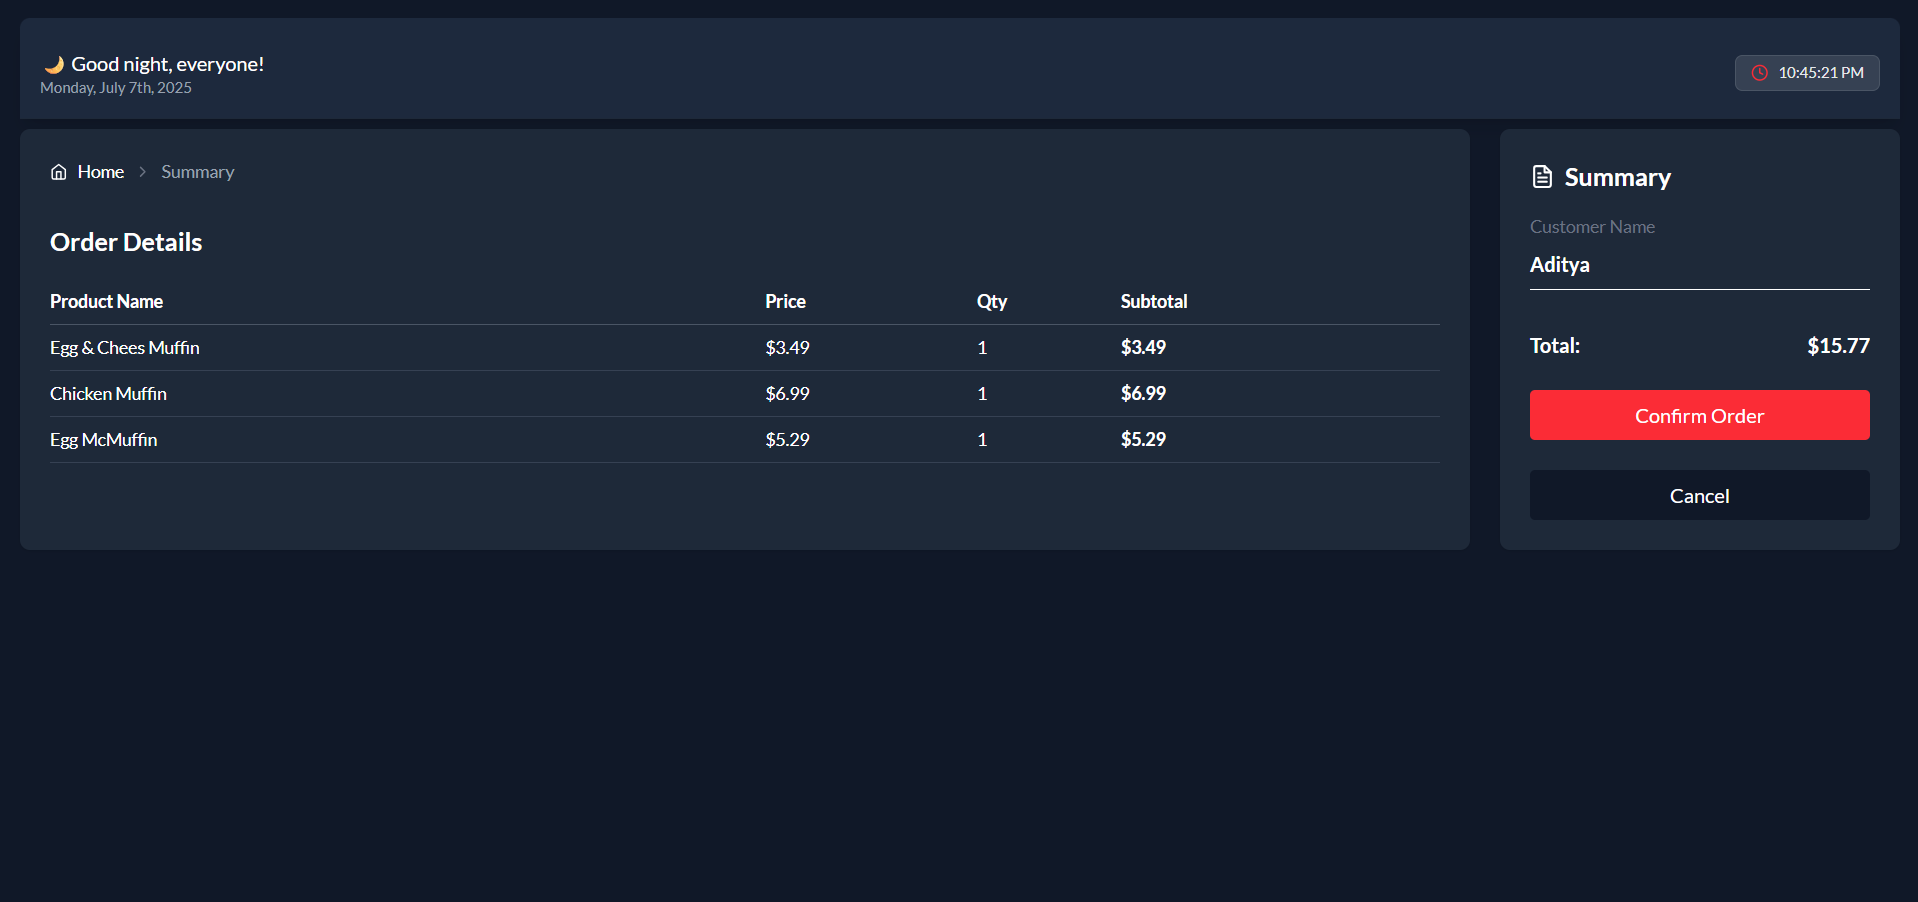 🌙 Good night, everyone!
Monday, July 7th, 2025
10:45:21 PM
Home > Summary
Order Details
Product Name Price Qty Subtotal
Egg & Chees Muffin $3.49 1 $3.49
Chicken Muffin $6.99 1 $6.99
Egg McMuffin $5.29 1 $5.29
Summary
Customer Name
Aditya
Total: $15.77
Confirm Order
Cancel